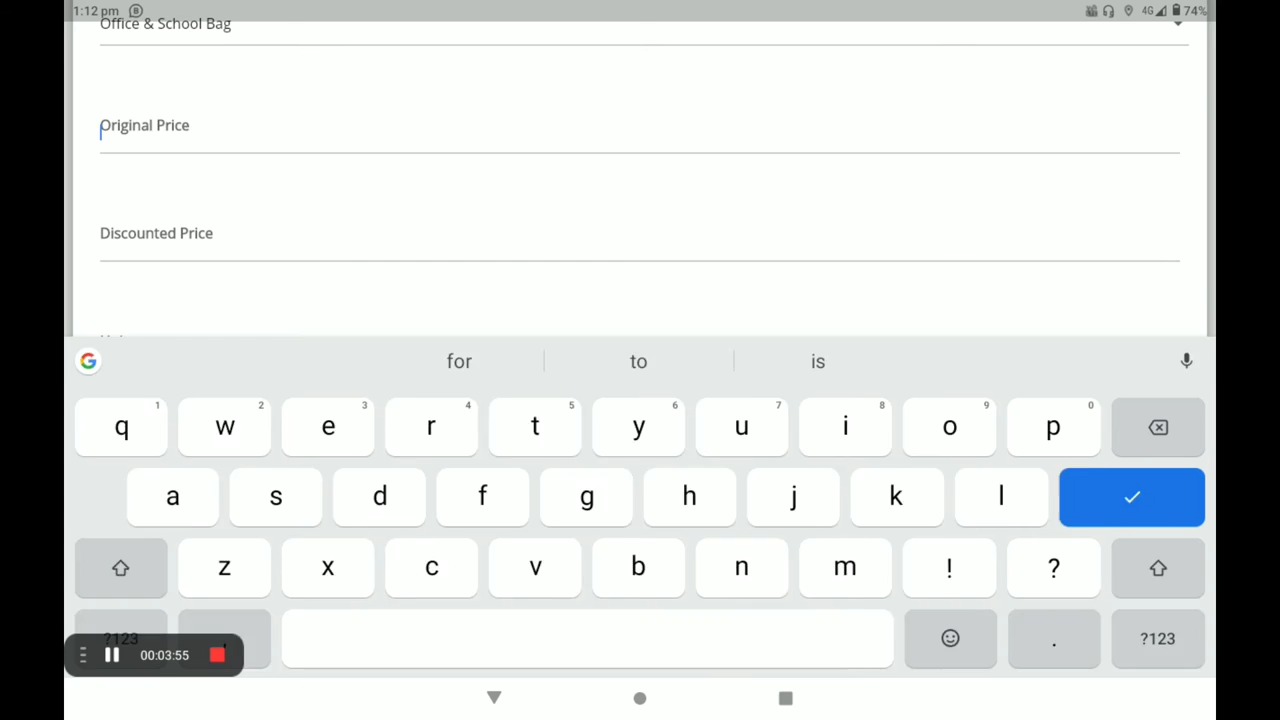 1:12 pm
4G 74%
Office & School Bag
Original Price
Discounted Price
for to is
q 1 w 2 e 3 r 4 t 5 y 6 u 7 i 8 o 9 p 0
a s d f g h j k l
z x c v b n m ! ?
?123 , . ?123
00:03:55